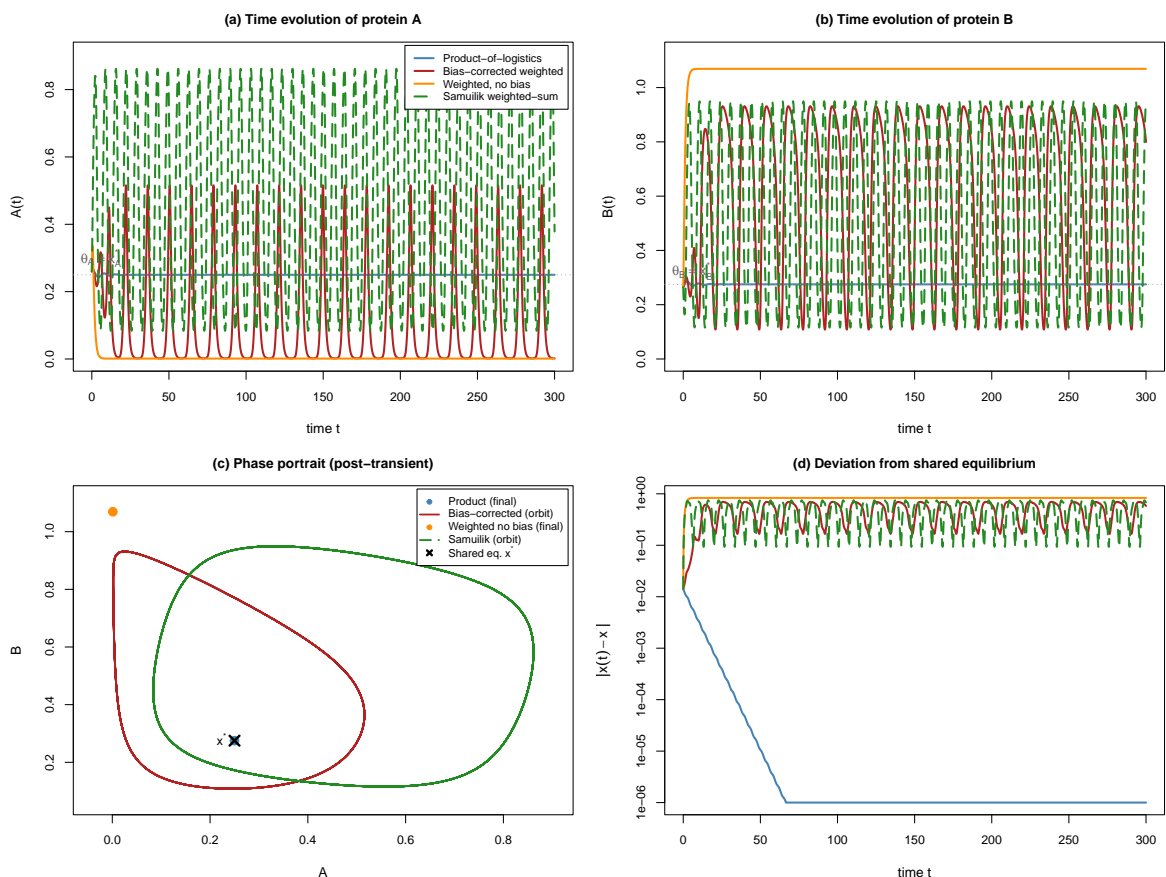 (a) Time evolution of protein A
A(t)
0.8
0.6
0.4
0.2
0.0
Product−of−logistics
Bias−corrected weighted
Weighted, no bias
Samuilik weighted−sum
0 50 100 150 200 250 300
time t
(b) Time evolution of protein B
B(t)
1.0
0.8
0.6
0.4
0.2
0.0
0 50 100 150 200 250 300
time t
(c) Phase portrait (post−transient)
B
1.0
0.8
0.6
0.4
0.2
Product (final)
Bias−corrected (orbit)
Weighted no bias (final)
Samuilik (orbit)
Shared eq. x*
x*
0.0 0.2 0.4 0.6 0.8
A
(d) Deviation from shared equilibrium
|x(t) − x*|
1e+00
1e−01
1e−02
1e−03
1e−04
1e−05
1e−06
0 50 100 150 200 250 300
time t